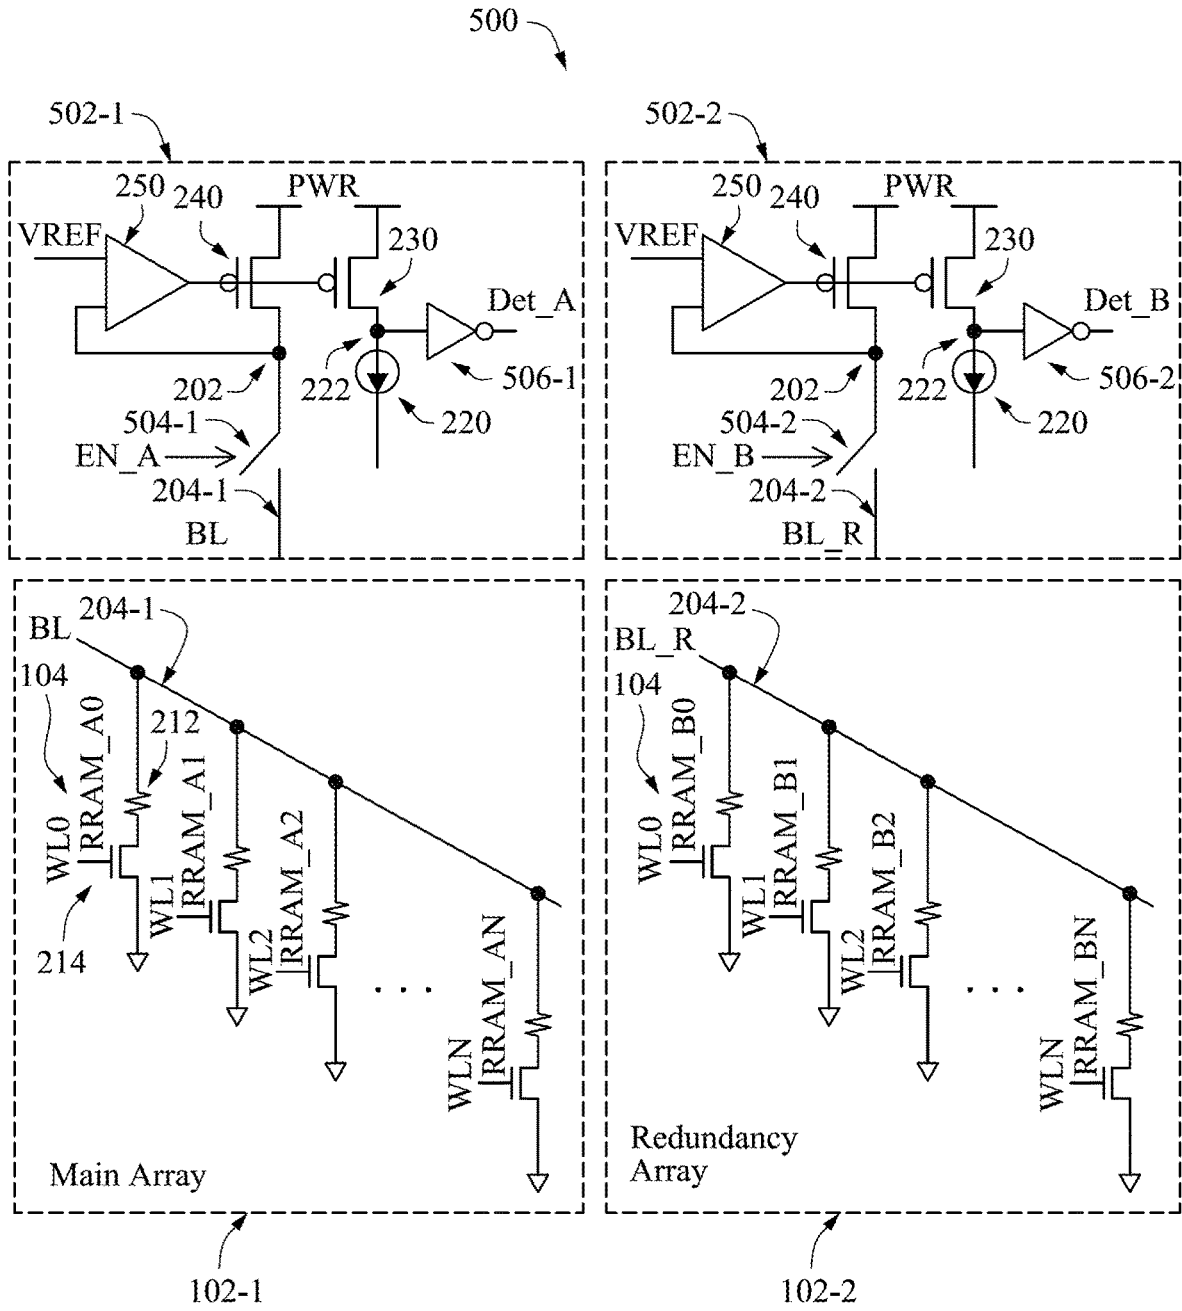 500
502-1
250
240
PWR
VREF
230
Det_A
202
222
506-1
504-1
220
EN_A
204-1
BL
502-2
250
240
PWR
VREF
230
Det_B
202
222
506-2
504-2
220
EN_B
204-2
BL_R
204-1
BL
104
RRAM_A0
212
WL0
RRAM_A1
WL1
214
RRAM_A2
WL2
. . .
RRAM_AN
WLN
Main Array
102-1
204-2
BL_R
104
RRAM_B0
WL0
RRAM_B1
WL1
RRAM_B2
WL2
. . .
RRAM_BN
WLN
Redundancy
Array
102-2